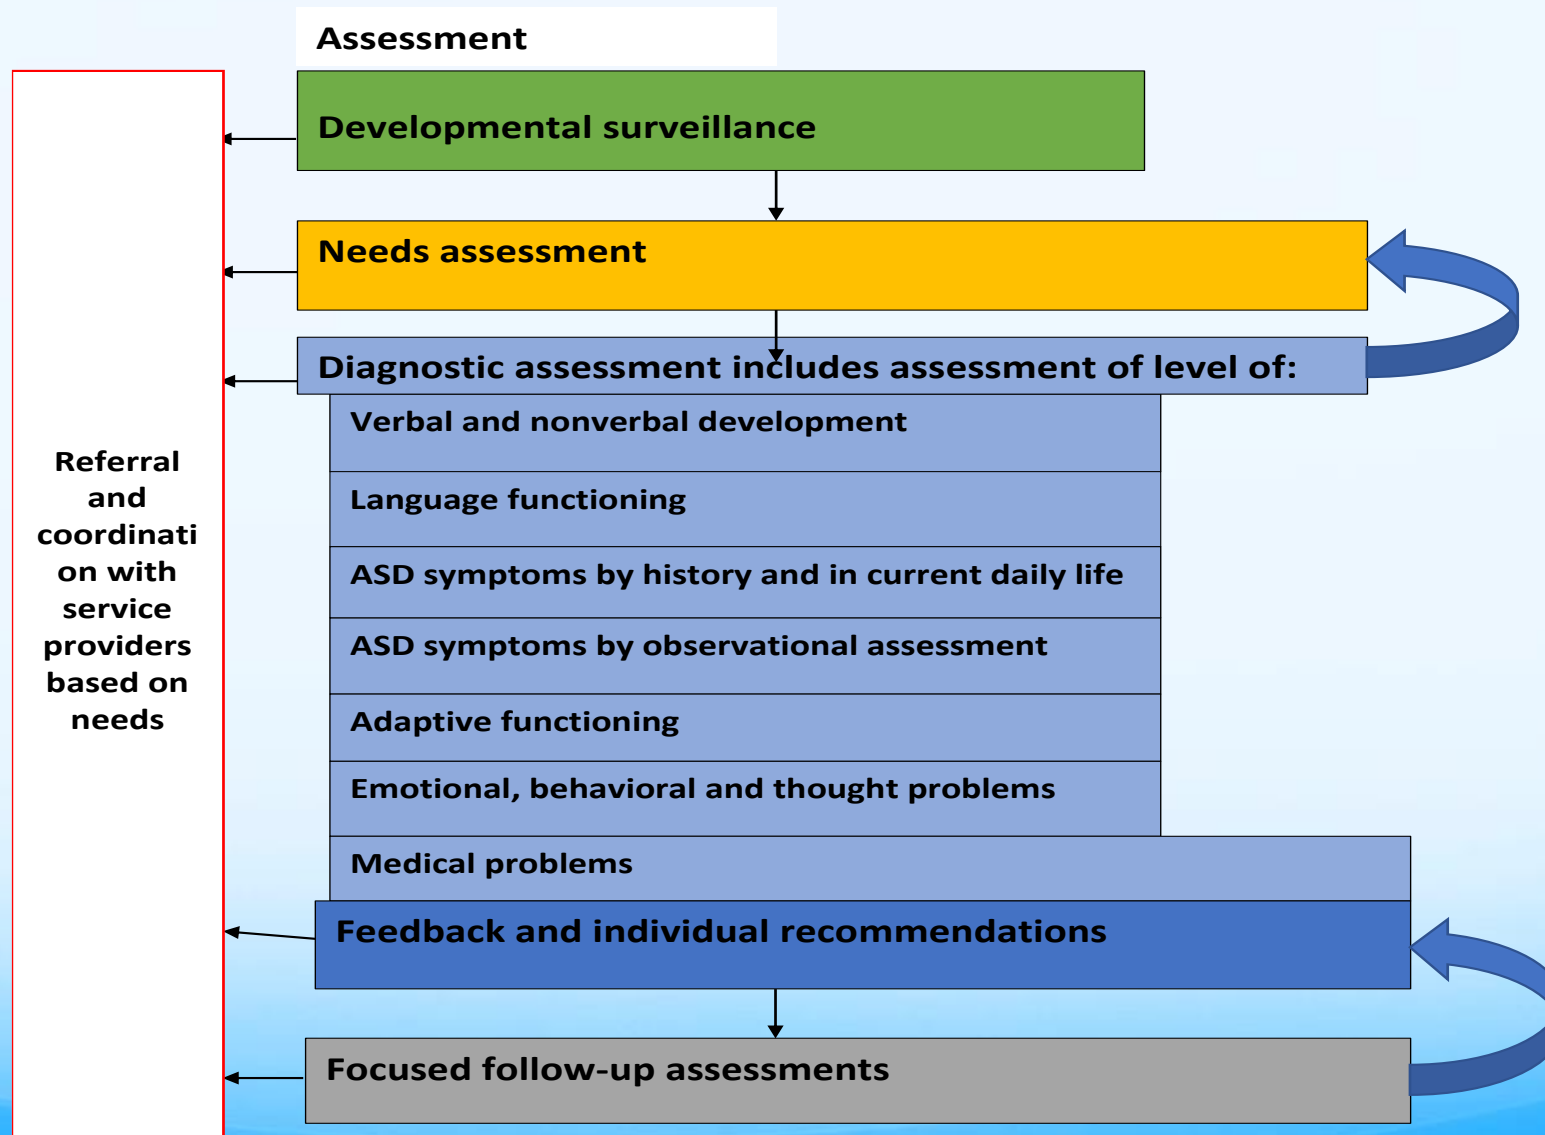 Assessment
Developmental surveillance
Needs assessment
Diagnostic assessment includes assessment of level of:
Verbal and nonverbal development
Language functioning
ASD symptoms by history and in current daily life
ASD symptoms by observational assessment
Adaptive functioning
Emotional, behavioral and thought problems
Medical problems
Feedback and individual recommendations
Focused follow-up assessments
Referral
and
coordinati
on with
service
providers
based on
needs